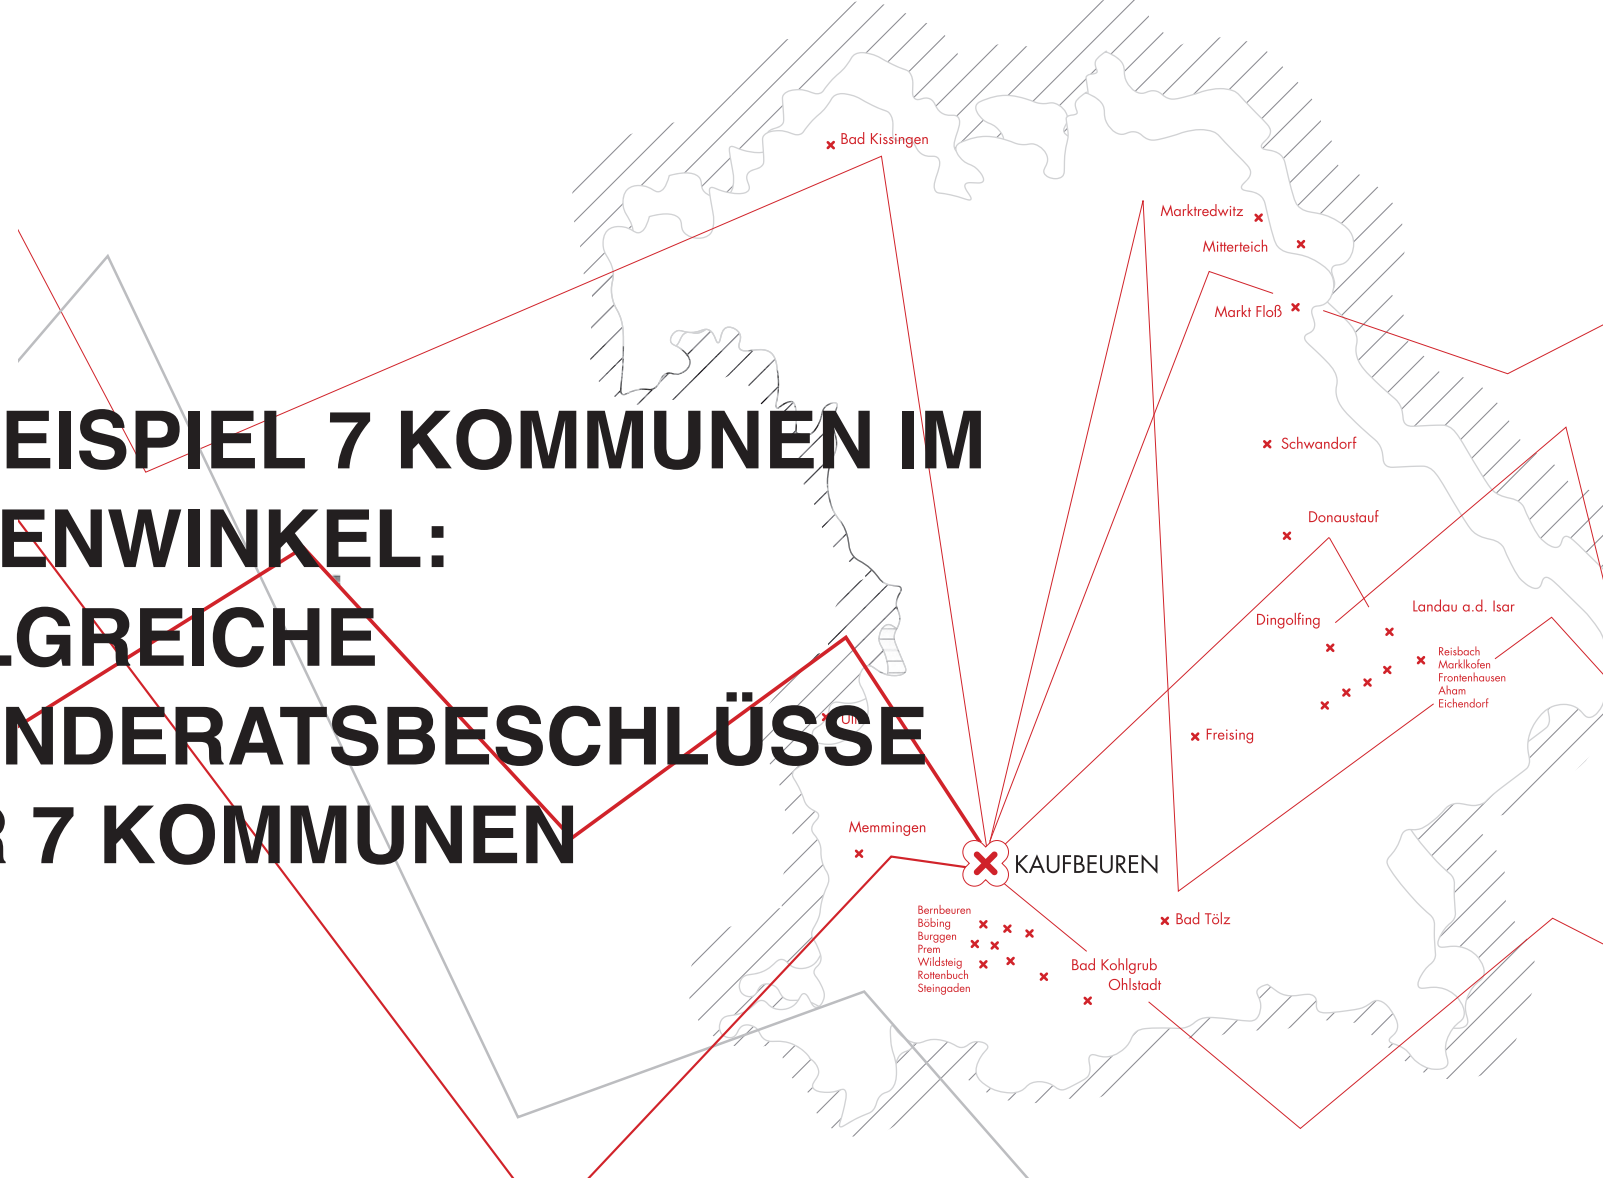 EISPIEL 7 KOMMUNEN IM
ENWINKEL:
LGREICHE
NDERATSBESCHLÜSSE
R 7 KOMMUNEN
Bad Kissingen
Marktredwitz
Mitterteich
Markt Floß
Schwandorf
Donaustauf
Landau a.d. Isar
Dingolfing
Reisbach
Marklkofen
Frontenhausen
Aham
Eichendorf
Freising
Memmingen
KAUFBEUREN
Bernbeuren
Böbing
Burggen
Prem
Wildsteig
Rottenbuch
Steingaden
Bad Tölz
Bad Kohlgrub
Ohlstadt